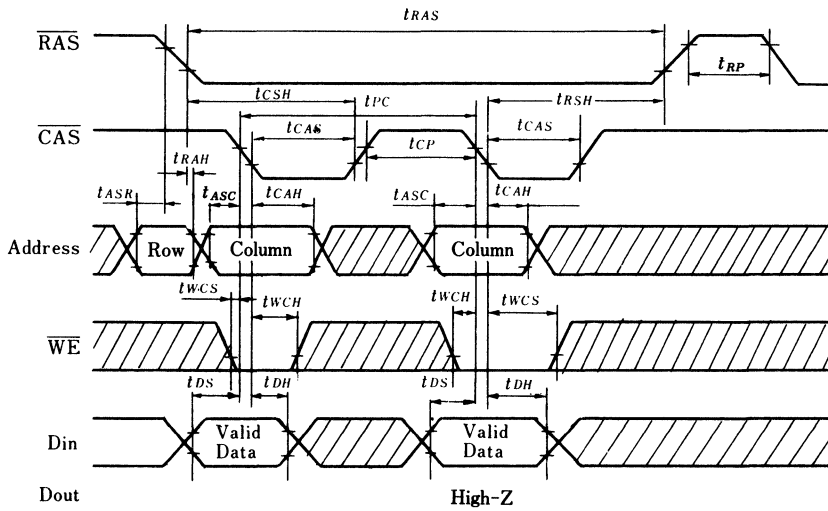 tRAS
RAS
tRP
tCSH tPC tRSH
CAS tCAS tCP tCAS
tRAH
tASR tASC tCAH tASC tCAH
Address Row Column Column
tWCS tWCH tWCH tWCS
WE
tDS tDH tDS tDH
Din Valid Data Valid Data
Dout High-Z